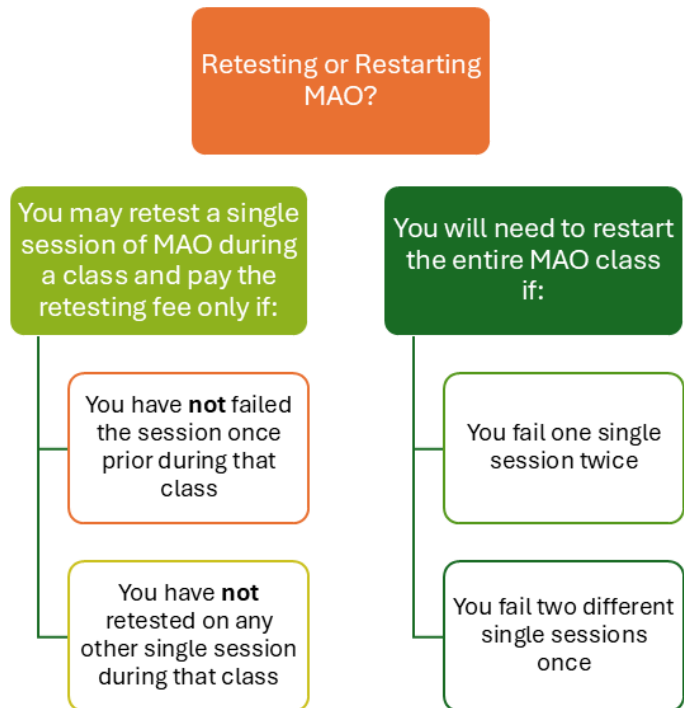 Retesting or Restarting
MAO?
You may retest a single
session of MAO during
a class and pay the
retesting fee only if:
You have not failed
the session once
prior during that
class
You have not
retested on any
other single session
during that class
You will need to restart
the entire MAO class
if:
You fail one single
session twice
You fail two different
single sessions
once